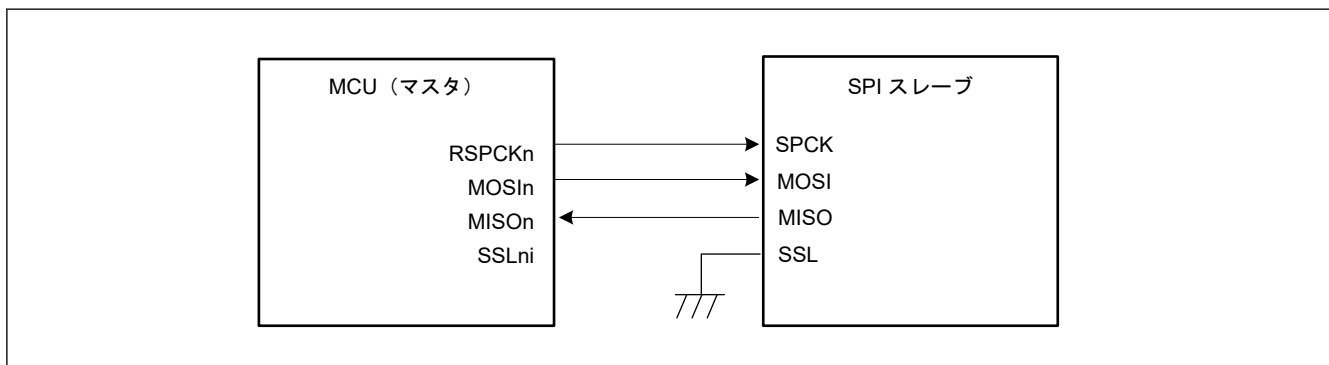 MCU（マスタ）
RSPCKn
MOSIn
MISOn
SSLni
SPI スレーブ
SPCK
MOSI
MISO
SSL